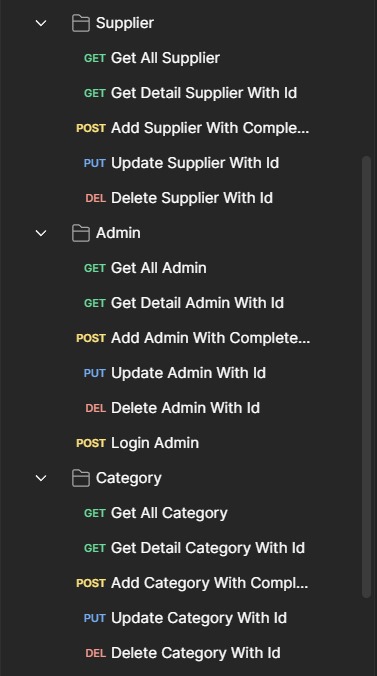 Supplier
GET Get All Supplier
GET Get Detail Supplier With Id
POST Add Supplier With Comple...
PUT Update Supplier With Id
DEL Delete Supplier With Id
Admin
GET Get All Admin
GET Get Detail Admin With Id
POST Add Admin With Complete...
PUT Update Admin With Id
DEL Delete Admin With Id
POST Login Admin
Category
GET Get All Category
GET Get Detail Category With Id
POST Add Category With Compl...
PUT Update Category With Id
DEL Delete Category With Id